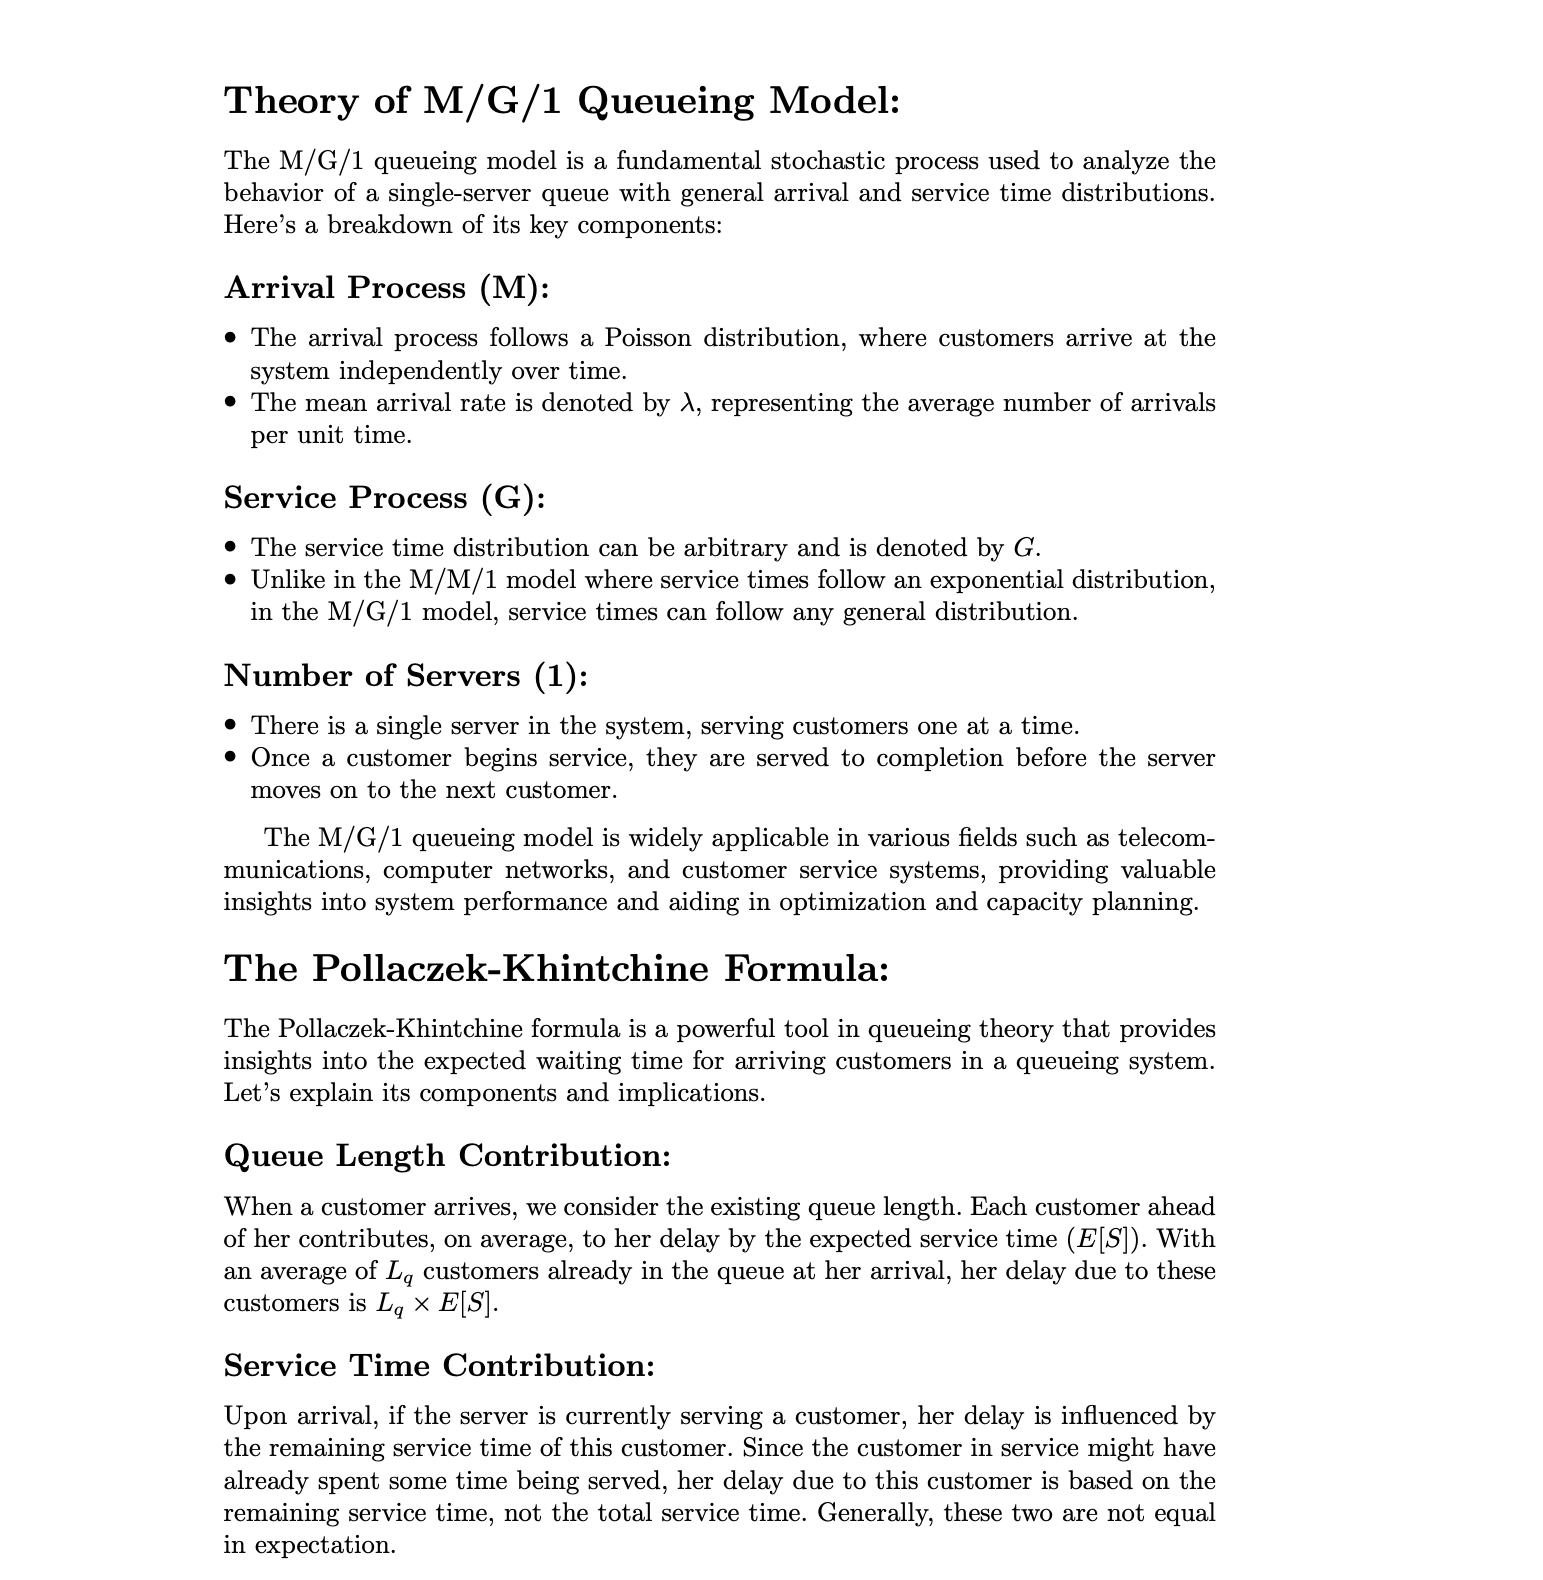 Theory of M/G/1 Queueing Model:
The M/G/1 queueing model is a fundamental stochastic process used to analyze the
behavior of a single-server queue with general arrival and service time distributions.
Here's a breakdown of its key components:
Arrival Process (M):
• The arrival process follows a Poisson distribution, where customers arrive at the
system independently over time.
• The mean arrival rate is denoted by λ, representing the average number of arrivals
per unit time.
Service Process (G):
• The service time distribution can be arbitrary and is denoted by G.
• Unlike in the M/M/1 model where service times follow an exponential distribution,
in the M/G/1 model, service times can follow any general distribution.
Number of Servers (1):
• There is a single server in the system, serving customers one at a time.
• Once a customer begins service, they are served to completion before the server
moves on to the next customer.
The M/G/1 queueing model is widely applicable in various fields such as telecom-
munications, computer networks, and customer service systems, providing valuable
insights into system performance and aiding in optimization and capacity planning.
The Pollaczek-Khintchine Formula:
The Pollaczek-Khintchine formula is a powerful tool in queueing theory that provides
insights into the expected waiting time for arriving customers in a queueing system.
Let's explain its components and implications.
Queue Length Contribution:
When a customer arrives, we consider the existing queue length. Each customer ahead
of her contributes, on average, to her delay by the expected service time (E[S]). With
an average of L_q customers already in the queue at her arrival, her delay due to these
customers is L_q × E[S].
Service Time Contribution:
Upon arrival, if the server is currently serving a customer, her delay is influenced by
the remaining service time of this customer. Since the customer in service might have
already spent some time being served, her delay due to this customer is based on the
remaining service time, not the total service time. Generally, these two are not equal
in expectation.